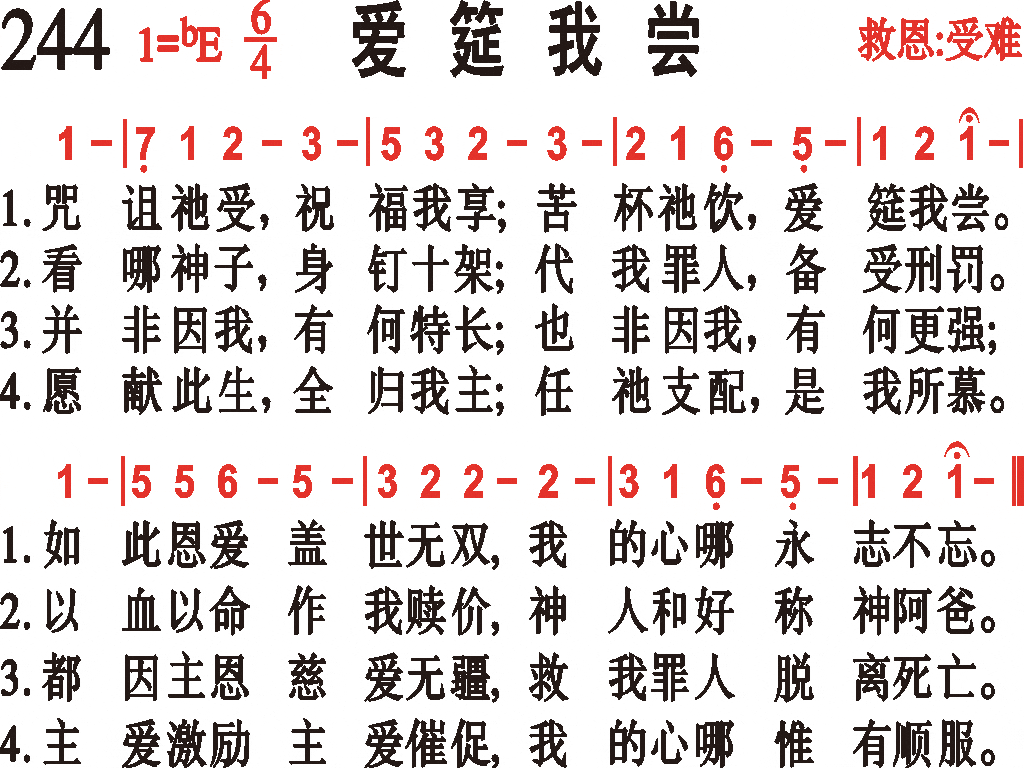 244 1=ᵇE 6/4 爱筵我尝 救恩:受难
1 - | 7̣ 1 2 - 3 - | 5 3 2 - 3 - | 2 1 6̣ - 5̣ - | 1 2 1̑ - |
1. 咒 诅祂受, 祝 福我享; 苦 杯祂饮, 爱 筵我尝。
2. 看 哪神子, 身 钉十架; 代 我罪人, 备 受刑罚。
3. 并 非因我, 有 何特长; 也 非因我, 有 何更强;
4. 愿 献此生, 全 归我主; 任 祂支配, 是 我所慕。
1 - | 5 5 6 - 5 - | 3 2 2 - 2 - | 3 1 6̣ - 5̣ - | 1 2 1̑ - ‖
1. 如 此恩爱 盖 世无双, 我 的心哪 永 志不忘。
2. 以 血以命 作 我赎价, 神 人和好 称 神阿爸。
3. 都 因主恩 慈 爱无疆, 救 我罪人 脱 离死亡。
4. 主 爱激励 主 爱催促, 我 的心哪 惟 有顺服。